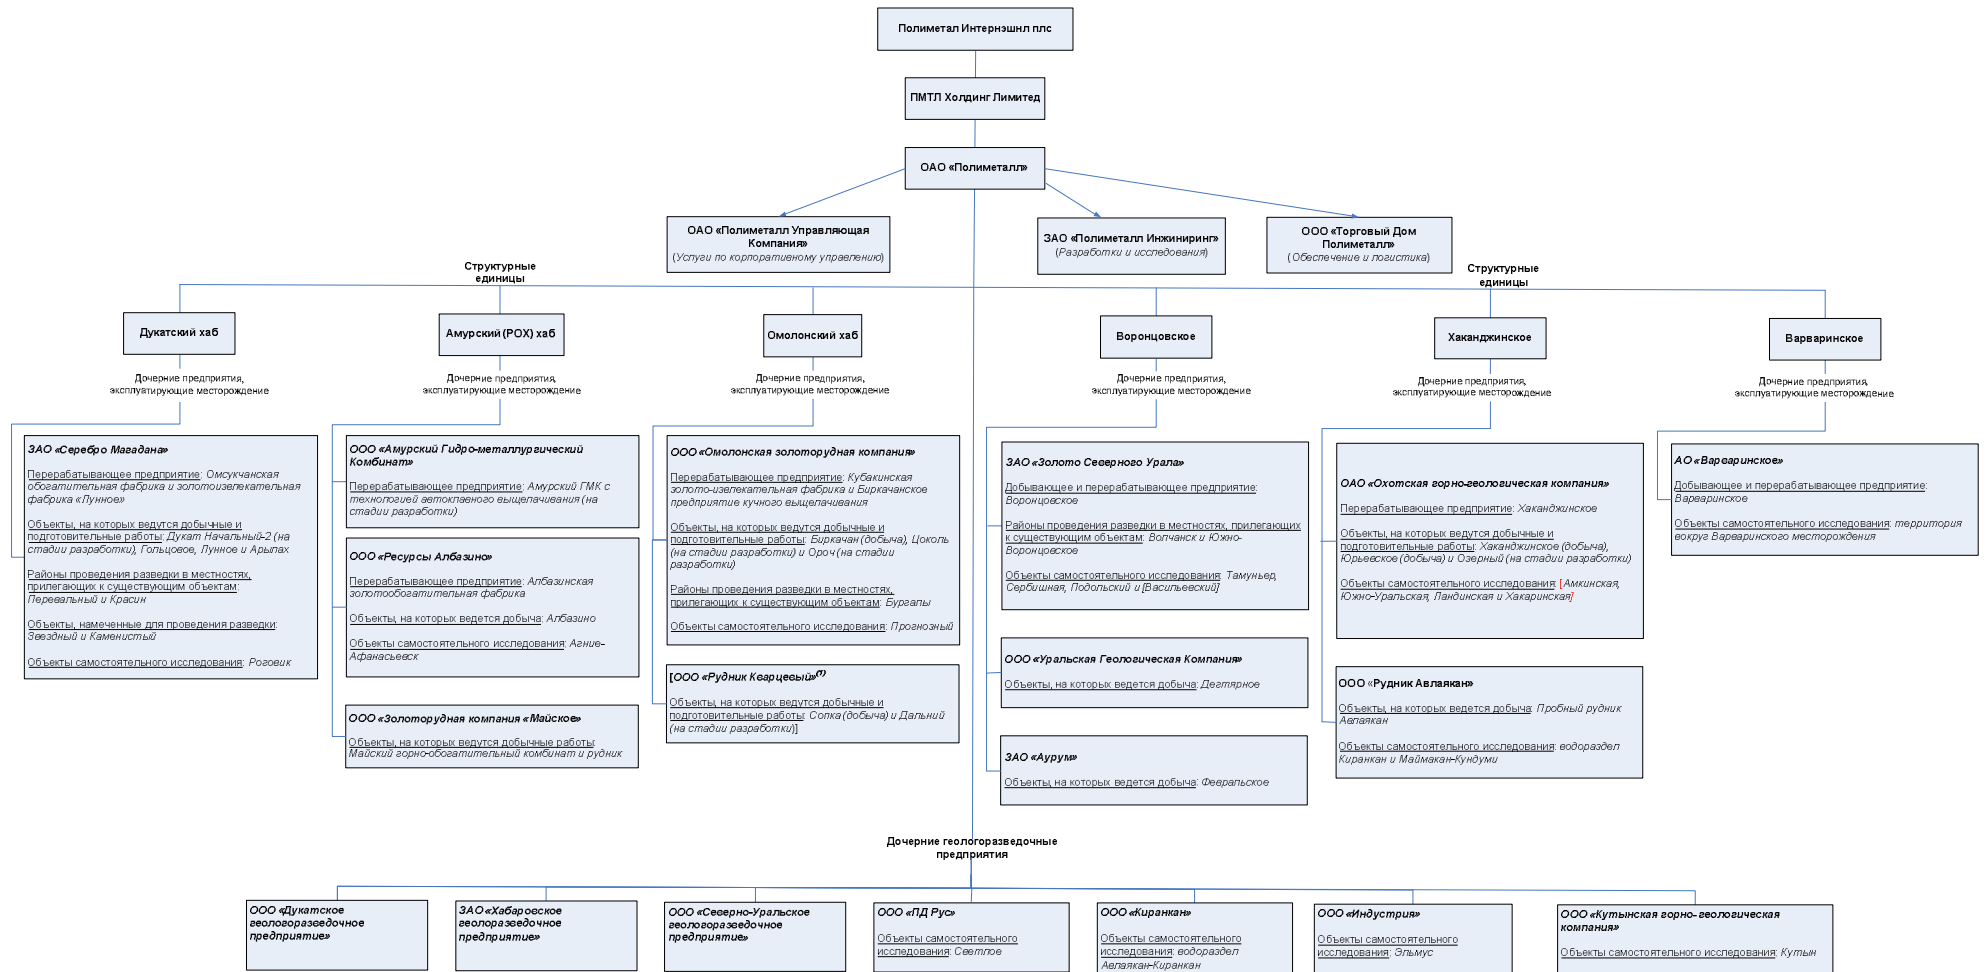 Полиметал Интернэшнл плс
ПМТЛ Холдинг Лимитед
ОАО «Полиметалл»
ОАО «Полиметалл Управляющая
Компания»
(Услуги по корпоративному управлению)
ЗАО «Полиметалл Инжиниринг»
(Разработки и исследования)
ООО «Торговый Дом
Полиметалл»
(Обеспечение и логистика)
Структурные
единицы
Структурные
единицы
Дукатский хаб
Амурский (РОХ) хаб
Омолонский хаб
Воронцовское
Хаканджинское
Варваринское
Дочерние предприятия,
эксплуатирующие месторождение
Дочерние предприятия,
эксплуатирующие месторождение
Дочерние предприятия,
эксплуатирующие месторождение
Дочерние предприятия,
эксплуатирующие месторождение
Дочерние предприятия,
эксплуатирующие месторождение
Дочерние предприятия,
эксплуатирующие месторождение
ЗАО «Серебро Магадана»
Перерабатывающее предприятие: Омсукчанская
обогатительная фабрика и золотоизвлекательная
фабрика «Лунное»
Объекты, на которых ведутся добычные и
подготовительные работы: Дукат Начальный-2 (на
стадии разработки), Гольцовое, Лунное и Арылах
Районы проведения разведки в местностях,
прилегающих к существующим объектам:
Перевальный и Красин
Объекты, намеченные для проведения разведки:
Звездный и Каменистый
Объекты самостоятельного исследования: Роговик
ООО «Амурский Гидро-металлургический
Комбинат»
Перерабатывающее предприятие: Амурский ГМК с
технологией автоклавного выщелачивания (на
стадии разработки)
ООО «Ресурсы Албазино»
Перерабатывающее предприятие: Албазинская
золотообогатительная фабрика
Объекты, на которых ведется добыча: Албазино
Объекты самостоятельного исследования: Агние-
Афанасьевск
ООО «Золоторудная компания «Майское»
Объекты, на которых ведутся добычные работы:
Майский горно-обогатительный комбинат и рудник
ООО «Омолонская золоторудная компания»
Перерабатывающее предприятие: Кубакинская
золото-извлекательная фабрика и Биркачанское
предприятие кучного выщелачивания
Объекты, на которых ведутся добычные и
подготовительные работы: Биркачан (добыча), Цоколь
(на стадии разработки) и Ороч (на стадии
разработки)
Районы проведения разведки в местностях,
прилегающих к существующим объектам: Бургалы
Объекты самостоятельного исследования: Прогнозный
[ООО «Рудник Кварцевый»(1)
Объекты, на которых ведутся добычные и
подготовительные работы: Сопка (добыча) и Дальний
(на стадии разработки)]
ЗАО «Золото Северного Урала»
Добывающее и перерабатывающее предприятие:
Воронцовское
Районы проведения разведки в местностях, прилегающих
к существующим объектам: Волчанск и Южно-
Воронцовское
Объекты самостоятельного исследования: Тамуньер,
Сербишная, Подольский и [Васильевский]
ООО «Уральская Геологическая Компания»
Объекты, на которых ведется добыча: Дегтярное
ЗАО «Аурум»
Объекты, на которых ведется добыча: Февральское
ОАО «Охотская горно-геологическая компания»
Перерабатывающее предприятие: Хаканджинское
Объекты, на которых ведутся добычные и
подготовительные работы: Хаканджинское (добыча),
Юрьевское (добыча) и Озерный (на стадии разработки)
Объекты самостоятельного исследования: [Амкинская,
Южно-Уральская, Ландинская и Хакаринская]
ООО «Рудник Авлаякан»
Объекты, на которых ведется добыча: Пробный рудник
Авлаякан
Объекты самостоятельного исследования: водораздел
Киранкан и Маймакан-Кундуми
АО «Варваринское»
Добывающее и перерабатывающее предприятие:
Варваринское
Объекты самостоятельного исследования: территория
вокруг Варваринского месторождения
Дочерние геологоразведочные
предприятия
ООО «Дукатское
геологоразведочное
предприятие»
ЗАО «Хабаровское
гелоразведочное
предприятие»
ООО «Северно-Уральское
геологоразведочное
предприятие»
ООО «ПД Рус»
Объекты самостоятельного
исследования: Светлое
ООО «Киранкан»
Объекты самостоятельного
исследования: водораздел
Авлаякан-Киранкан
ООО «Индустрия»
Объекты самостоятельного
исследования: Эльмус
ООО «Кутынская горно-геологическая
компания»
Объекты самостоятельного исследования: Кутын